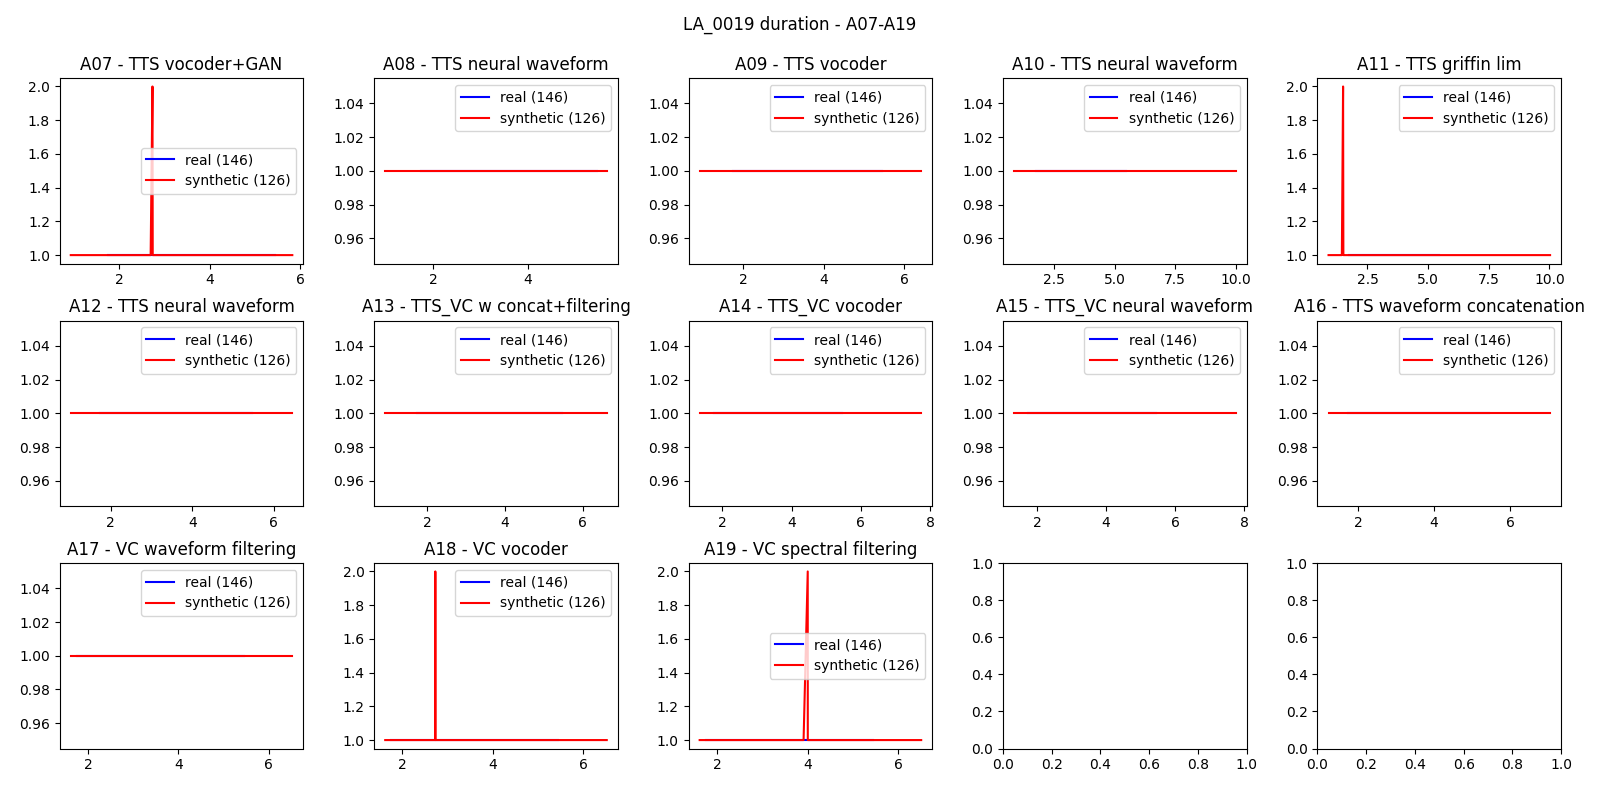 LA_0019 duration - A07-A19
A07 - TTS vocoder+GAN
2.0
1.8
1.6
1.4
1.2
1.0
real (146)
synthetic (126)
2 4 6
A08 - TTS neural waveform
1.04
1.02
1.00
0.98
0.96
real (146)
synthetic (126)
2 4
A09 - TTS vocoder
1.04
1.02
1.00
0.98
0.96
real (146)
synthetic (126)
2 4 6
A10 - TTS neural waveform
1.04
1.02
1.00
0.98
0.96
real (146)
synthetic (126)
2.5 5.0 7.5 10.0
A11 - TTS griffin lim
2.0
1.8
1.6
1.4
1.2
1.0
real (146)
synthetic (126)
2.5 5.0 7.5 10.0
A12 - TTS neural waveform
1.04
1.02
1.00
0.98
0.96
real (146)
synthetic (126)
2 4 6
A13 - TTS_VC w concat+filtering
1.04
1.02
1.00
0.98
0.96
real (146)
synthetic (126)
2 4 6
A14 - TTS_VC vocoder
1.04
1.02
1.00
0.98
0.96
real (146)
synthetic (126)
2 4 6 8
A15 - TTS_VC neural waveform
1.04
1.02
1.00
0.98
0.96
real (146)
synthetic (126)
2 4 6 8
A16 - TTS waveform concatenation
1.04
1.02
1.00
0.98
0.96
real (146)
synthetic (126)
2 4 6
A17 - VC waveform filtering
1.04
1.02
1.00
0.98
0.96
real (146)
synthetic (126)
2 4 6
A18 - VC vocoder
2.0
1.8
1.6
1.4
1.2
1.0
real (146)
synthetic (126)
2 4 6
A19 - VC spectral filtering
2.0
1.8
1.6
1.4
1.2
1.0
real (146)
synthetic (126)
2 4 6
1.0
0.8
0.6
0.4
0.2
0.0
0.0 0.2 0.4 0.6 0.8 1.0
1.0
0.8
0.6
0.4
0.2
0.0
0.0 0.2 0.4 0.6 0.8 1.0